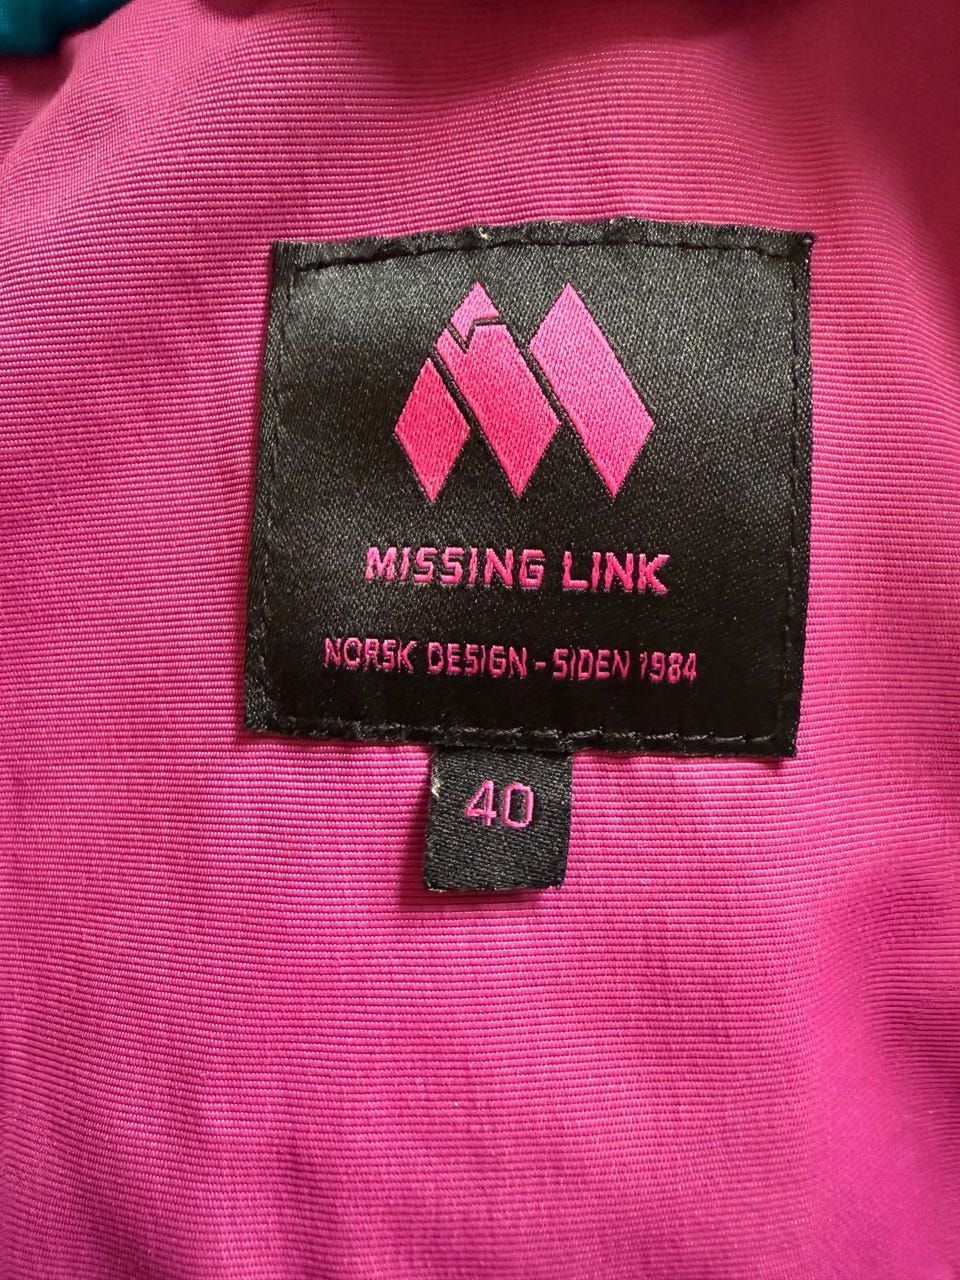 MISSING LINK
NORSK DESIGN - SIDEN 1984
40